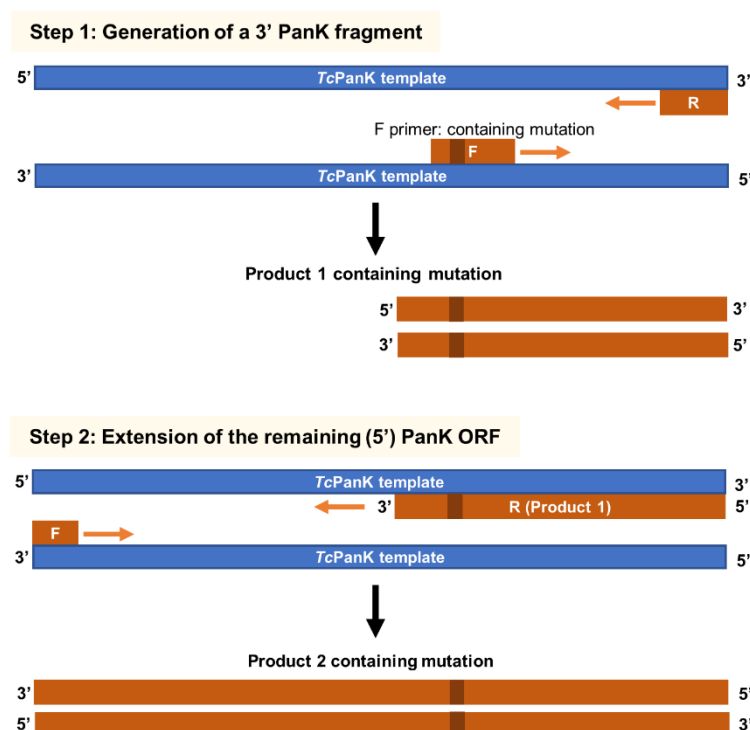 Step 1: Generation of a 3’ PanK fragment
5’ TcPanK template 3’
R
F primer: containing mutation
F
3’ TcPanK template 5’
Product 1 containing mutation
5’ 3’
3’ 5’
Step 2: Extension of the remaining (5’) PanK ORF
5’ TcPanK template 3’
3’ R (Product 1) 5’
F
3’ TcPanK template 5’
Product 2 containing mutation
3’ 5’
5’ 3’